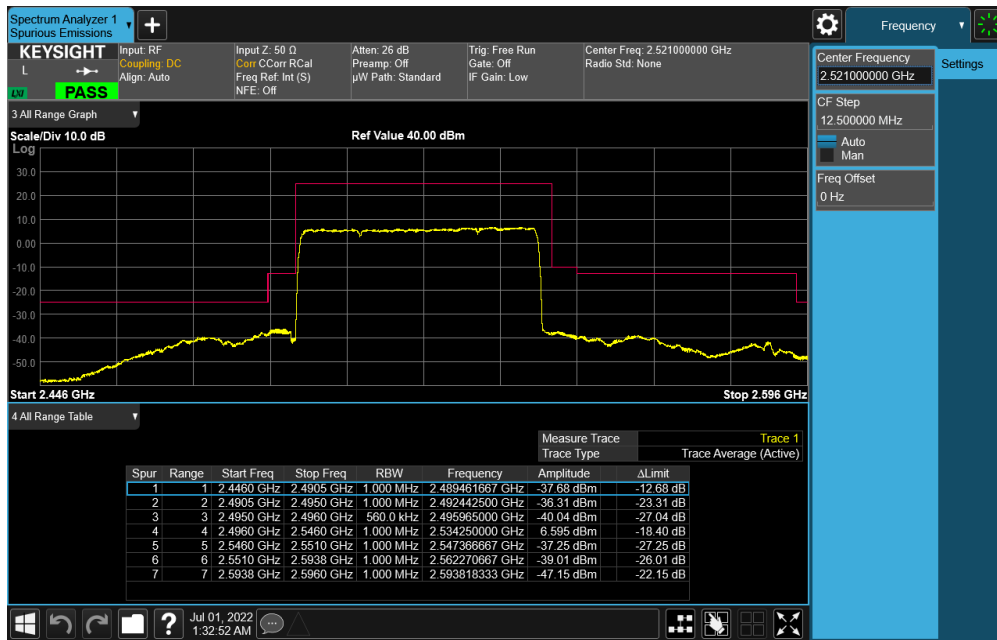 Spectrum Analyzer 1
Spurious Emissions
Frequency
KEYSIGHT
L
LXI
PASS
Input: RF
Coupling: DC
Align: Auto
Input Z: 50 Ω
Corr CCorr RCal
Freq Ref: Int (S)
NFE: Off
Atten: 26 dB
Preamp: Off
µW Path: Standard
Trig: Free Run
Gate: Off
IF Gain: Low
Center Freq: 2.521000000 GHz
Radio Std: None
Center Frequency
2.521000000 GHz
Settings
CF Step
12.500000 MHz
Auto
Man
Freq Offset
0 Hz
3 All Range Graph
Scale/Div 10.0 dB
Ref Value 40.00 dBm
Log
30.0
20.0
10.0
0.00
-10.0
-20.0
-30.0
-40.0
-50.0
Start 2.446 GHz
Stop 2.596 GHz
4 All Range Table
Measure Trace Trace 1
Trace Type Trace Average (Active)
Spur Range Start Freq Stop Freq RBW Frequency Amplitude ΔLimit
1 1 2.4460 GHz 2.4905 GHz 1.000 MHz 2.489461667 GHz -37.68 dBm -12.68 dB
2 2 2.4905 GHz 2.4950 GHz 1.000 MHz 2.492442500 GHz -36.31 dBm -23.31 dB
3 3 2.4950 GHz 2.4960 GHz 560.0 kHz 2.495965000 GHz -40.04 dBm -27.04 dB
4 4 2.4960 GHz 2.5460 GHz 1.000 MHz 2.534250000 GHz 6.595 dBm -18.40 dB
5 5 2.5460 GHz 2.5510 GHz 1.000 MHz 2.547366667 GHz -37.25 dBm -27.25 dB
6 6 2.5510 GHz 2.5938 GHz 1.000 MHz 2.562270667 GHz -39.01 dBm -26.01 dB
7 7 2.5938 GHz 2.5960 GHz 1.000 MHz 2.593818333 GHz -47.15 dBm -22.15 dB
Jul 01, 2022
1:32:52 AM